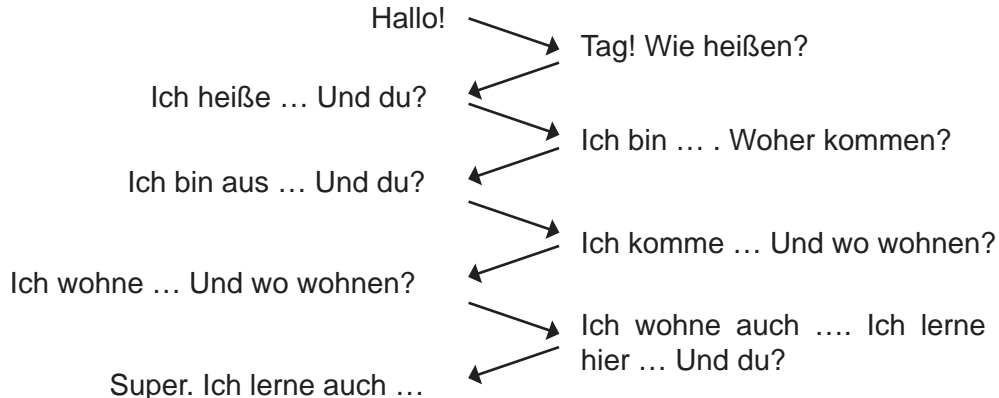 Hallo!
Tag! Wie heißen?
Ich heiße … Und du?
Ich bin … . Woher kommen?
Ich bin aus … Und du?
Ich komme … Und wo wohnen?
Ich wohne … Und wo wohnen?
Ich wohne auch …. Ich lerne
hier … Und du?
Super. Ich lerne auch …